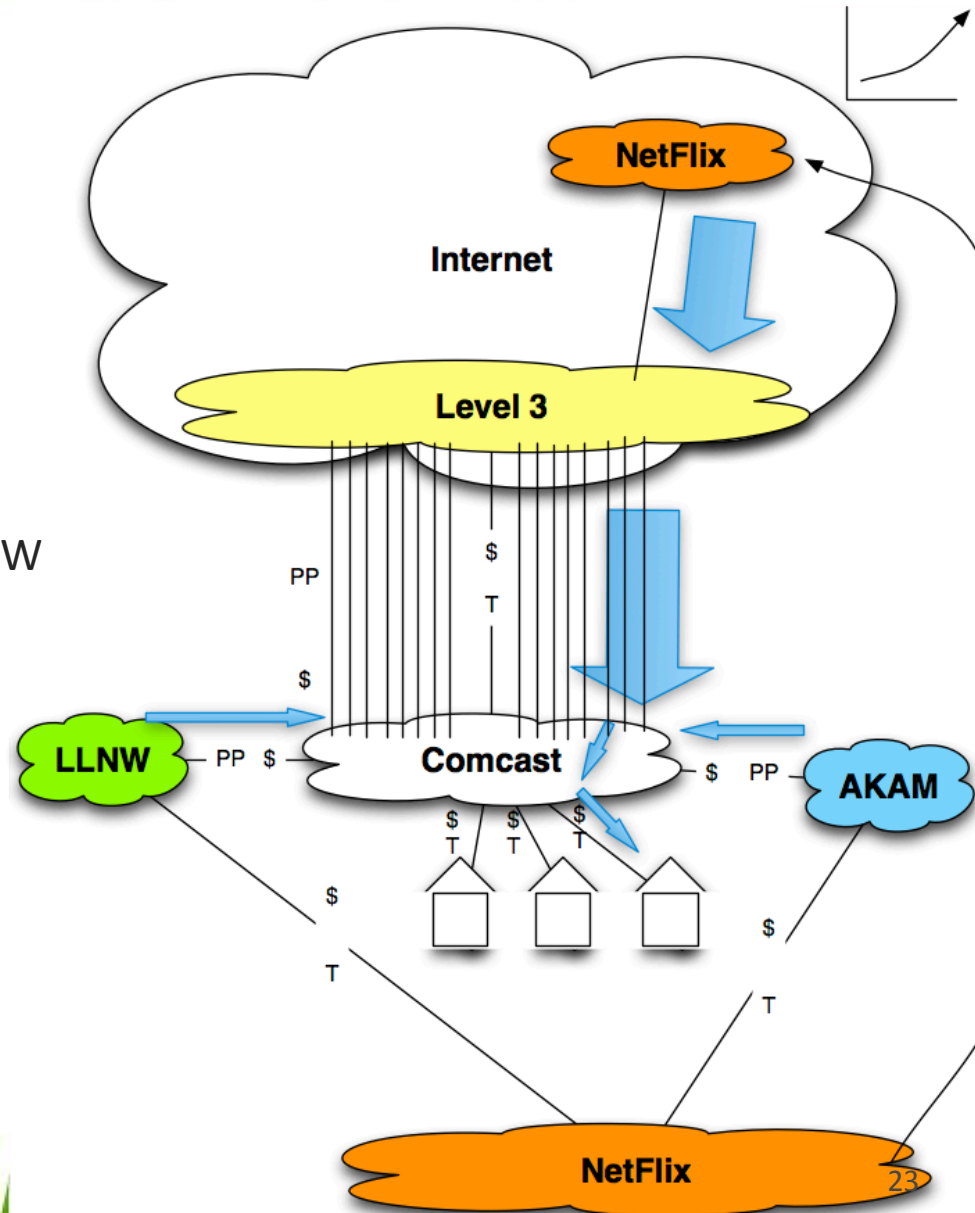 NetFlix
Internet
Level 3
W
PP
$
T
$
LLNW
PP $
Comcast
$ PP
AKAM
$
T
$
T
$
T
$
T
$
T
NetFlix
23